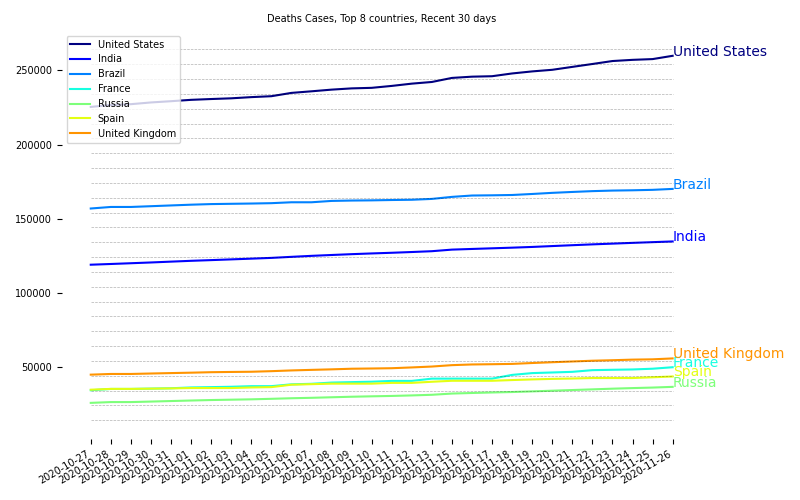 Deaths Cases, Top 8 countries, Recent 30 days
United States
India
Brazil
France
Russia
Spain
United Kingdom
250000
200000
150000
100000
50000
United States
Brazil
India
United Kingdom
France
Spain
Russia
2020-10-27
2020-10-28
2020-10-29
2020-10-30
2020-10-31
2020-11-01
2020-11-02
2020-11-03
2020-11-04
2020-11-05
2020-11-06
2020-11-07
2020-11-08
2020-11-09
2020-11-10
2020-11-11
2020-11-12
2020-11-13
2020-11-15
2020-11-16
2020-11-17
2020-11-18
2020-11-19
2020-11-20
2020-11-21
2020-11-22
2020-11-23
2020-11-24
2020-11-25
2020-11-26